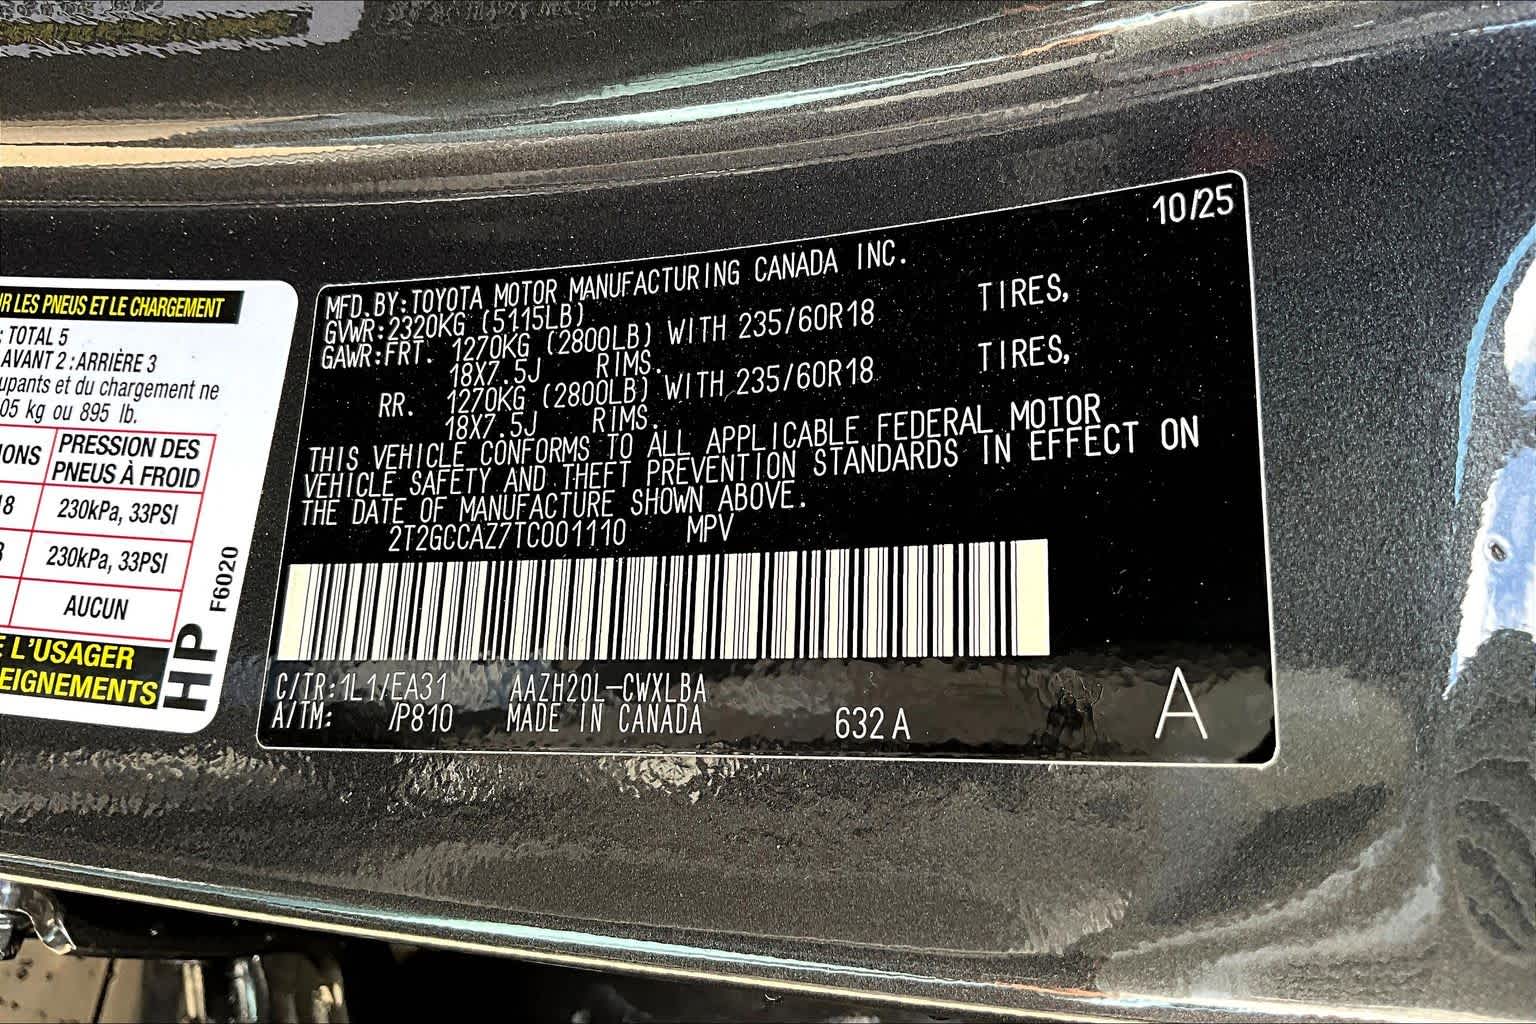 R LES PNEUS ET LE CHARGEMENT
: TOTAL 5
AVANT 2 : ARRIÈRE 3
upants et du chargement ne
05 kg ou 895 lb.
IONS PRESSION DES
PNEUS À FROID
18 230kPa, 33PSI
230kPa, 33PSI
AUCUN
E L'USAGER
EIGNEMENTS
HP
F6020
10/25
MFD.BY:TOYOTA MOTOR MANUFACTURING CANADA INC.
GVWR:2320KG (5115LB)
GAWR:FRT. 1270KG (2800LB) WITH 235/60R18 TIRES,
18X7.5J RIMS.
RR. 1270KG (2800LB) WITH 235/60R18 TIRES,
18X7.5J RIMS.
THIS VEHICLE CONFORMS TO ALL APPLICABLE FEDERAL MOTOR
VEHICLE SAFETY AND THEFT PREVENTION STANDARDS IN EFFECT ON
THE DATE OF MANUFACTURE SHOWN ABOVE.
2T2GCCAZ7TC001110 MPV
C/TR:1L1/EA31 AAZH20L-CWXLBA
A/TM: /P810 MADE IN CANADA 632A
A